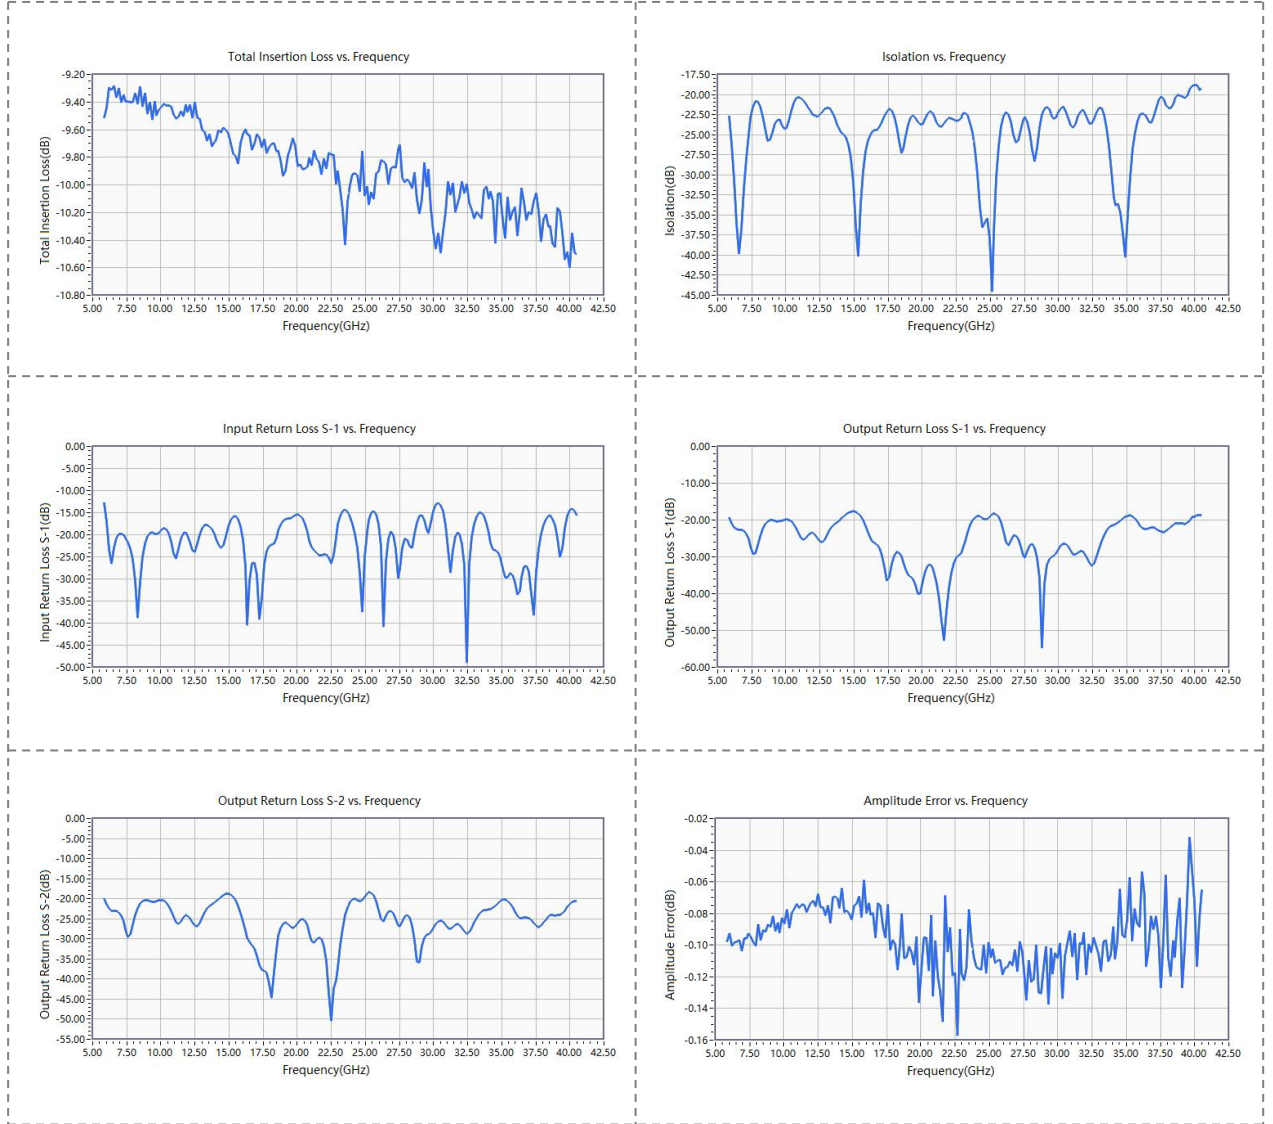 Total Insertion Loss vs. Frequency
-9.20
-9.40
-9.60
-9.80
-10.00
-10.20
-10.40
-10.60
-10.80
Total Insertion Loss(dB)
5.00 7.50 10.00 12.50 15.00 17.50 20.00 22.50 25.00 27.50 30.00 32.50 35.00 37.50 40.00 42.50
Frequency(GHz)
Isolation vs. Frequency
-17.50
-20.00
-22.50
-25.00
-27.50
-30.00
-32.50
-35.00
-37.50
-40.00
-42.50
-45.00
Isolation(dB)
5.00 7.50 10.00 12.50 15.00 17.50 20.00 22.50 25.00 27.50 30.00 32.50 35.00 37.50 40.00 42.50
Frequency(GHz)
Input Return Loss S-1 vs. Frequency
0.00
-5.00
-10.00
-15.00
-20.00
-25.00
-30.00
-35.00
-40.00
-45.00
-50.00
Input Return Loss S-1(dB)
5.00 7.50 10.00 12.50 15.00 17.50 20.00 22.50 25.00 27.50 30.00 32.50 35.00 37.50 40.00 42.50
Frequency(GHz)
Output Return Loss S-1 vs. Frequency
0.00
-10.00
-20.00
-30.00
-40.00
-50.00
-60.00
Output Return Loss S-1(dB)
5.00 7.50 10.00 12.50 15.00 17.50 20.00 22.50 25.00 27.50 30.00 32.50 35.00 37.50 40.00 42.50
Frequency(GHz)
Output Return Loss S-2 vs. Frequency
0.00
-5.00
-10.00
-15.00
-20.00
-25.00
-30.00
-35.00
-40.00
-45.00
-50.00
-55.00
Output Return Loss S-2(dB)
5.00 7.50 10.00 12.50 15.00 17.50 20.00 22.50 25.00 27.50 30.00 32.50 35.00 37.50 40.00 42.50
Frequency(GHz)
Amplitude Error vs. Frequency
-0.02
-0.04
-0.06
-0.08
-0.10
-0.12
-0.14
-0.16
Amplitude Error(dB)
5.00 7.50 10.00 12.50 15.00 17.50 20.00 22.50 25.00 27.50 30.00 32.50 35.00 37.50 40.00 42.50
Frequency(GHz)